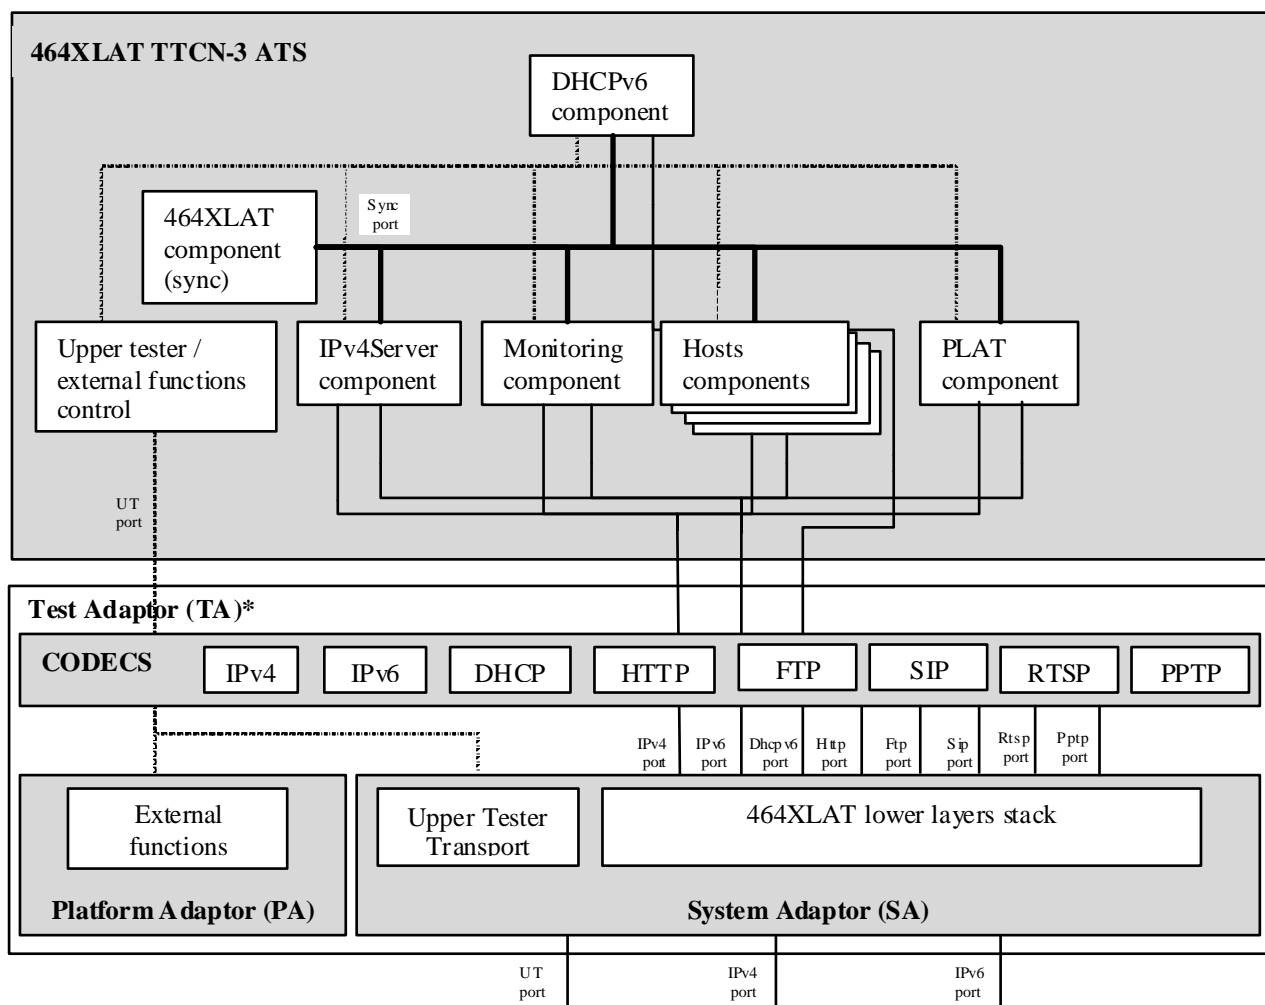 464XLAT TTCN-3 ATS
DHCPv6
component
464XLAT
component
(sync)
Sync
port
Upper tester /
external functions
control
IPv4Server
component
Monitoring
component
Hosts
components
PLAT
component
UT
port
Test Adaptor (TA)*
CODECS
IPv4
IPv6
DHCP
HTTP
FTP
SIP
RTSP
PPTP
IPv4
port
IPv6
port
Dhcpv6
port
Http
port
Ftp
port
Sip
port
Rtsp
port
Pptp
port
External
functions
Upper Tester
Transport
464XLAT lower layers stack
Platform Adaptor (PA)
System Adaptor (SA)
UT
port
IPv4
port
IPv6
port